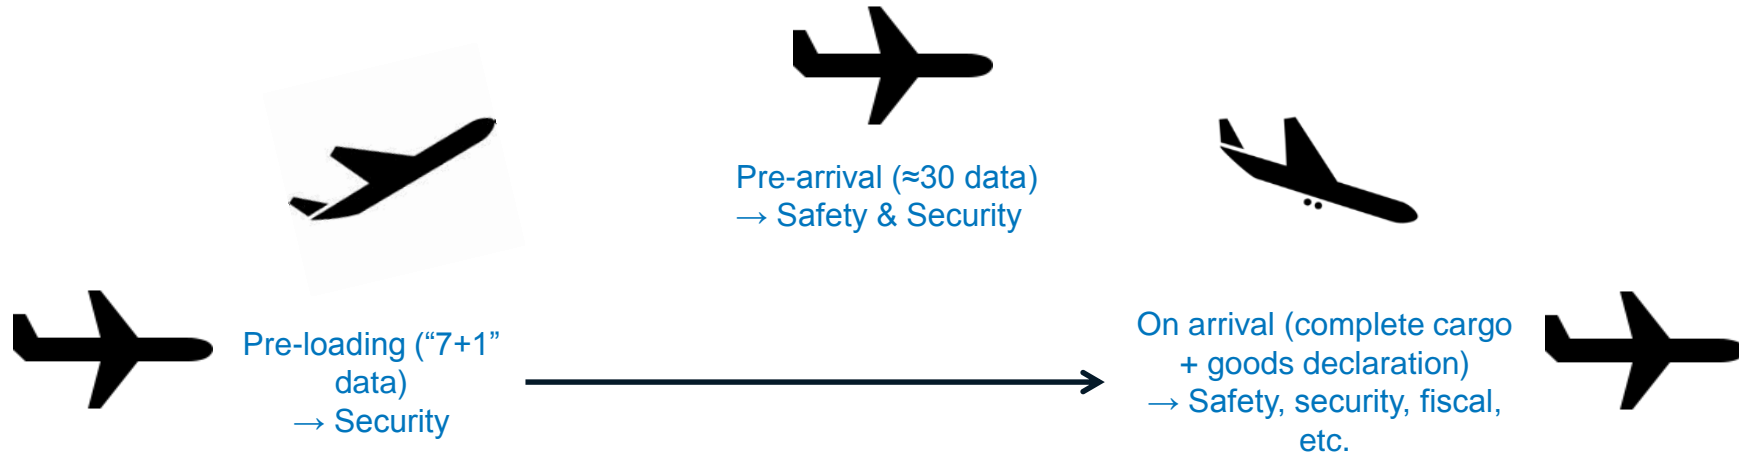 Pre-loading (“7+1”
data)
→ Security
Pre-arrival (≈30 data)
→ Safety & Security
On arrival (complete cargo
+ goods declaration)
→ Safety, security, fiscal,
etc.